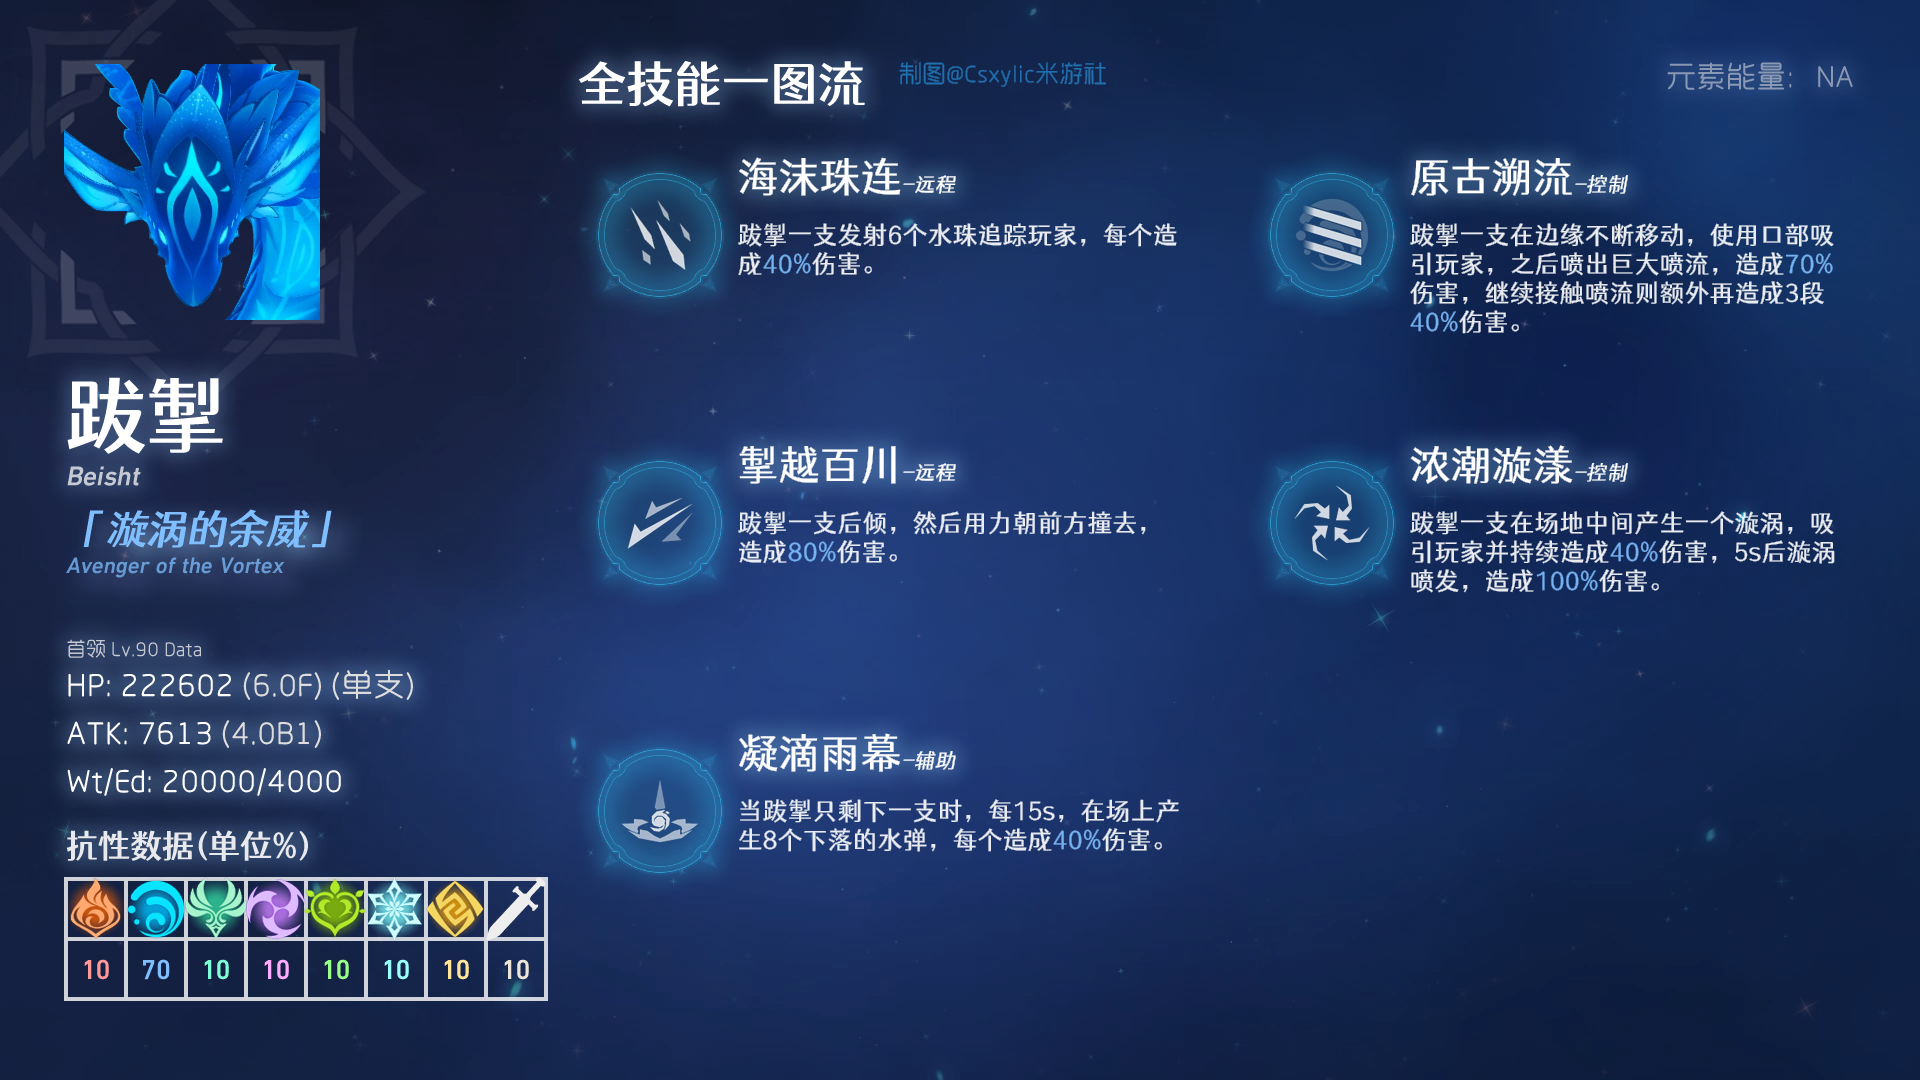 全技能一图流
制图@Csxylic米游社
元素能量: NA
跋掣
Beisht
「漩涡的余威」
Avenger of the Vortex
首领 Lv.90 Data
HP: 222602 (6.0F) (单支)
ATK: 7613 (4.0B1)
Wt/Ed: 20000/4000
抗性数据(单位%)
10 70 10 10 10 10 10 10
海沫珠连-远程
跋掣一支发射6个水珠追踪玩家，每个造
成40%伤害。
原古溯流-控制
跋掣一支在边缘不断移动，使用口部吸
引玩家，之后喷出巨大喷流，造成70%
伤害，继续接触喷流则额外再造成3段
40%伤害。
掣越百川-远程
跋掣一支后倾，然后用力朝前方撞去，
造成80%伤害。
浓潮漩漾-控制
跋掣一支在场地中间产生一个漩涡，吸
引玩家并持续造成40%伤害，5s后漩涡
喷发，造成100%伤害。
凝滴雨幕-辅助
当跋掣只剩下一支时，每15s，在场上产
生8个下落的水弹，每个造成40%伤害。